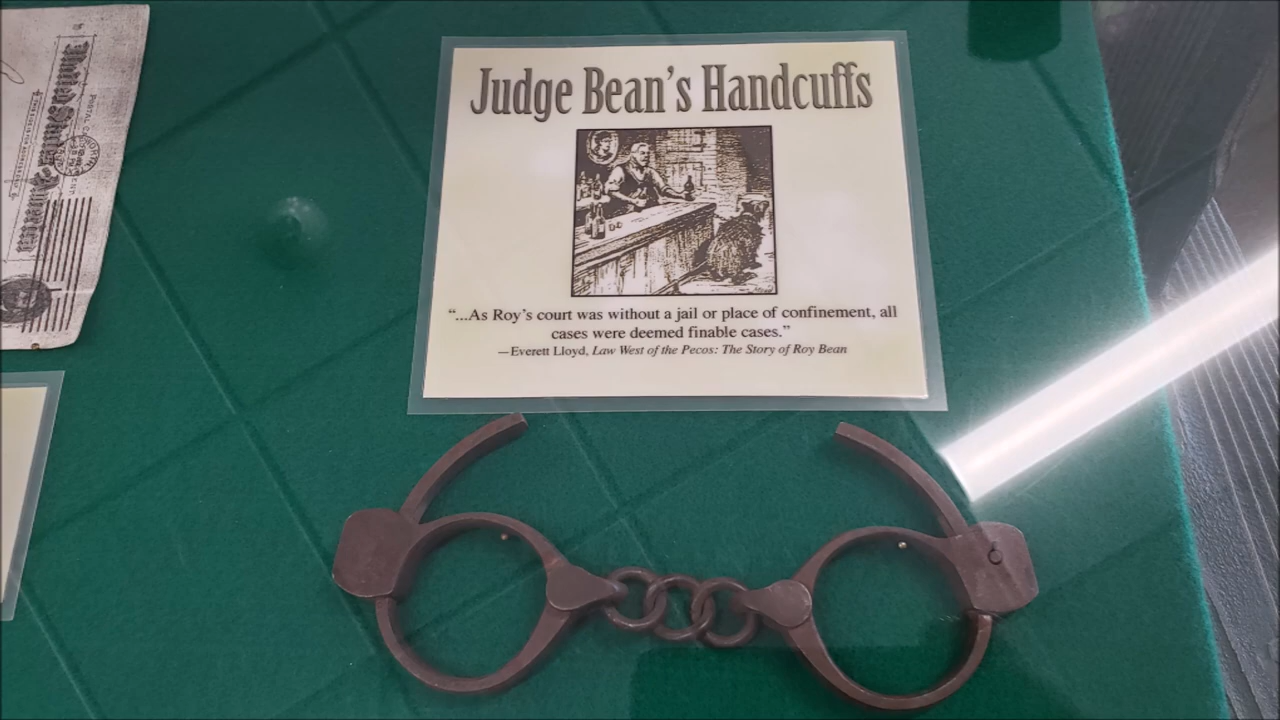 Judge Bean's Handcuffs
“...As Roy’s court was without a jail or place of confinement, all
cases were deemed finable cases.”
—Everett Lloyd, Law West of the Pecos: The Story of Roy Bean